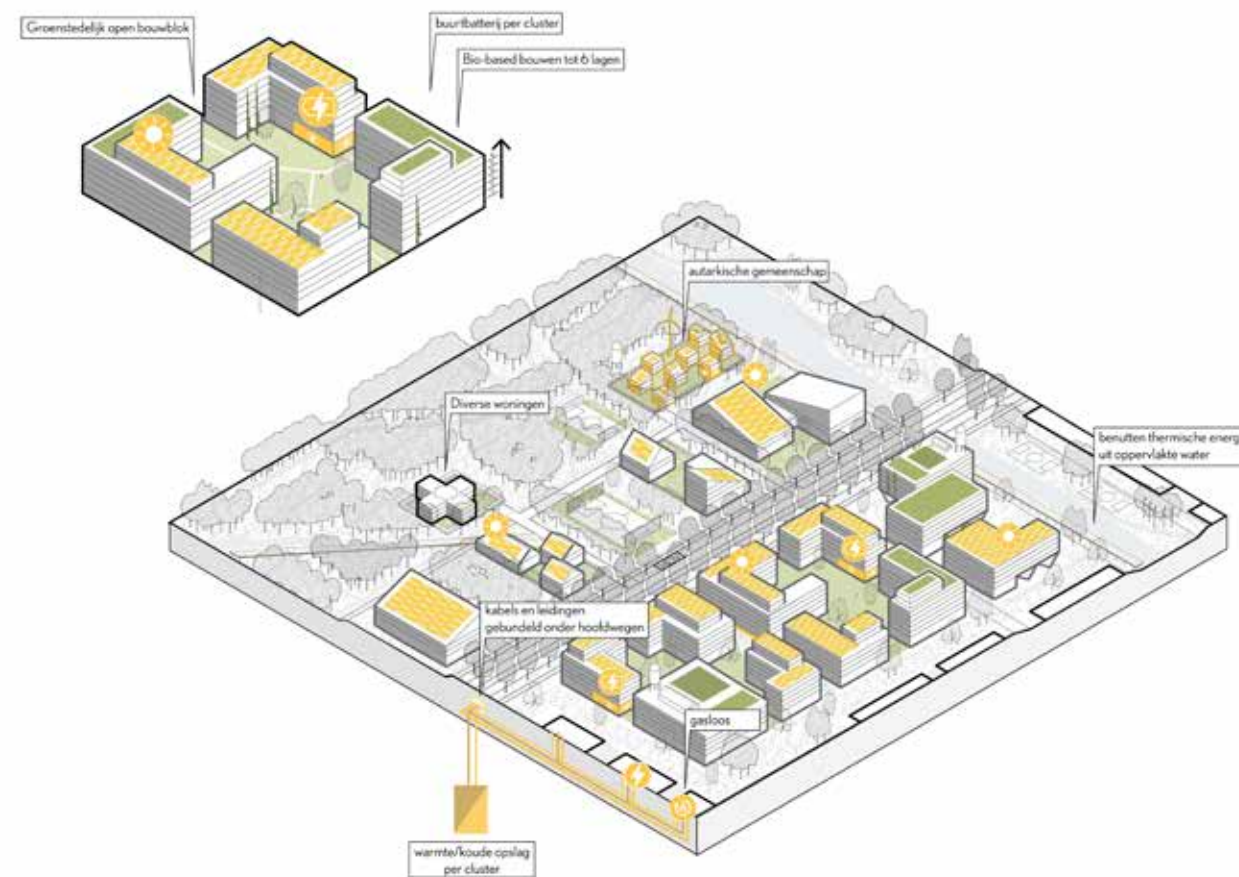 Groenstedelijk open bouwblok
buurtbatterij per cluster
Bio-based bouwen tot 6 lagen
autarkische gemeenschap
Diverse woningen
benutten thermische energ
uit oppervlakte water
kabels en leidingen
gebundeld onder hoofdwegen
gasloos
warmte/koude opslag
per cluster